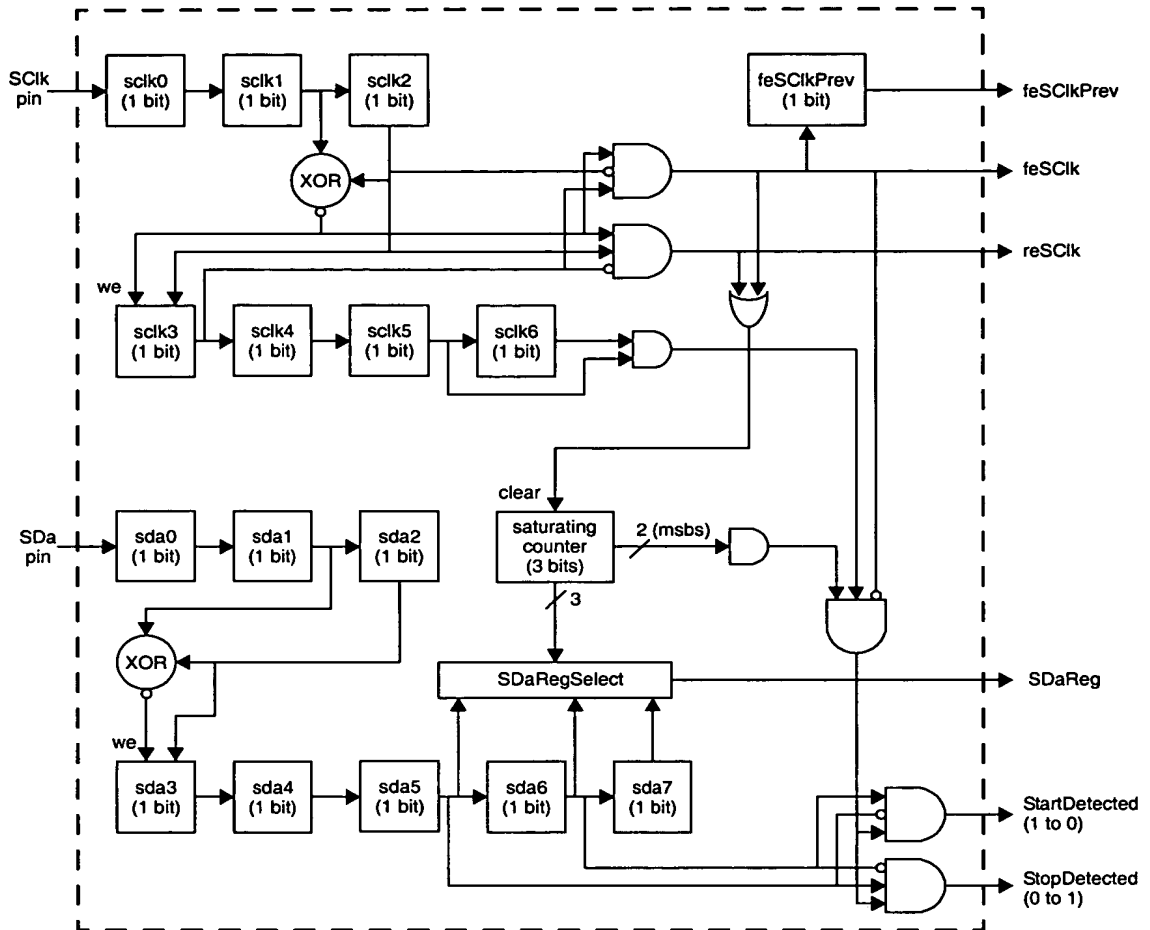 SClk
pin
sclk0
(1 bit)
sclk1
(1 bit)
sclk2
(1 bit)
feSClkPrev
(1 bit)
feSClkPrev
XOR
feSClk
reSClk
we
sclk3
(1 bit)
sclk4
(1 bit)
sclk5
(1 bit)
sclk6
(1 bit)
clear
SDa
pin
sda0
(1 bit)
sda1
(1 bit)
sda2
(1 bit)
saturating
counter
(3 bits)
2 (msbs)
3
XOR
SDaRegSelect
SDaReg
we
sda3
(1 bit)
sda4
(1 bit)
sda5
(1 bit)
sda6
(1 bit)
sda7
(1 bit)
StartDetected
(1 to 0)
StopDetected
(0 to 1)